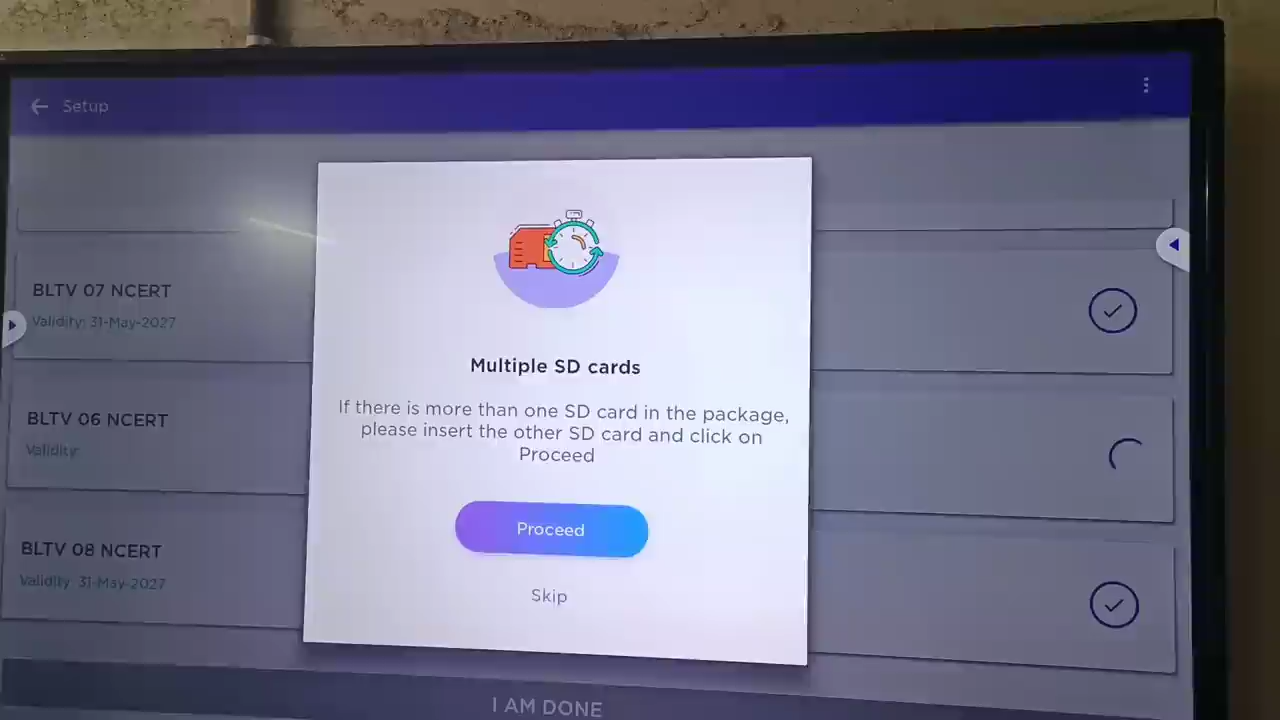 Setup
BLTV 07 NCERT
Validity: 31-May-2027
BLTV 06 NCERT
Validity:
BLTV 08 NCERT
Validity: 31-May-2027
Multiple SD cards
If there is more than one SD card in the package,
please insert the other SD card and click on
Proceed
Proceed
Skip
I AM DONE